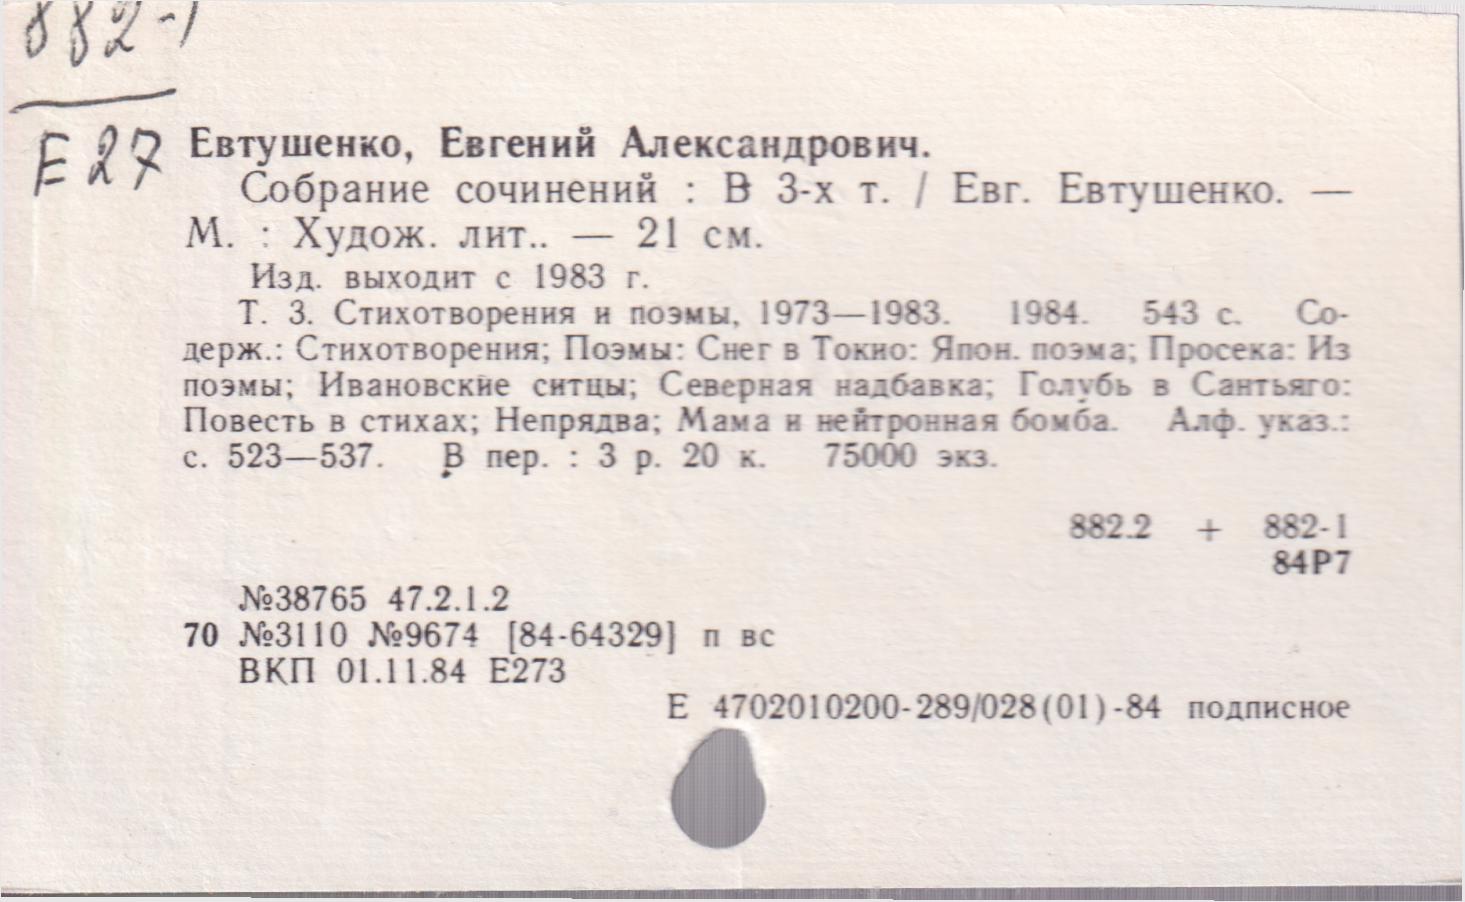 882-1
Е27
Евтушенко, Евгений Александрович.
Собрание сочинений : В 3-х т. / Евг. Евтушенко. —
М. : Худож. лит.. — 21 см.
Изд. выходит с 1983 г.
Т. 3. Стихотворения и поэмы, 1973—1983. 1984. 543 с. Со-
держ.: Стихотворения; Поэмы: Снег в Токио: Япон. поэма; Просека: Из
поэмы; Ивановские ситцы; Северная надбавка; Голубь в Сантьяго:
Повесть в стихах; Непрядва; Мама и нейтронная бомба. Алф. указ.:
с. 523—537. В пер. : 3 р. 20 к. 75000 экз.
882.2 + 882-1
84Р7
№38765 47.2.1.2
70 №3110 №9674 [84-64329] п вс
ВКП 01.11.84 Е273
Е 4702010200-289/028(01)-84 подписное